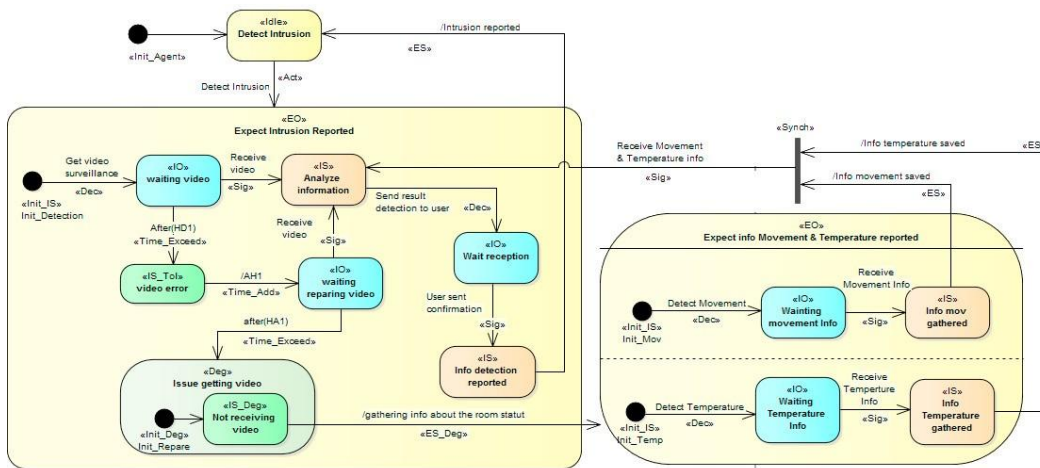 «Idle»
Detect Intrusion
«Init_Agent»
/Intrusion reported
«ES»
Detect Intrusion
«Act»
«EO»
Expect Intrusion Reported
Get video
surveillance
«Dec»
«Init_IS»
Init_Detection
«IO»
waiting video
Receive
video
«Sig»
«IS»
Analyze
information
Send result
detection to user
«Dec»
After(HD1)
«Time_Exceed»
Receive
video
«Sig»
«IO»
Wait reception
«IS_Tol»
video error
/AH1
«Time_Add»
«IO»
waiting
reparing video
User sent
confirmation
«Sig»
after(HA1)
«Time_Exceed»
«IS»
Info detection
reported
«Deg»
Issue getting video
«IS_Deg»
Not receiving
video
«Init_Deg»
Init_Repare
/gathering info about the room statut
«ES_Deg»
«Synch»
Receive Movement
& Temperature info
«Sig»
/Info temperature saved
«ES
/Info movement saved
«ES»
«EO»
Expect info Movement & Temperature reported
Detect Movement
«Dec»
«Init_IS»
Init_Mov
«IO»
Wainting
movement Info
Receive
Movement Info
«Sig»
«IS»
Info mov
gathered
Detect Temperature
«Dec»
«Init_IS»
Init_Temp
«IO»
Waiting
Temperature
Info
Receive
Temperture
Info
«Sig»
«IS»
Info
Temperature
gathered